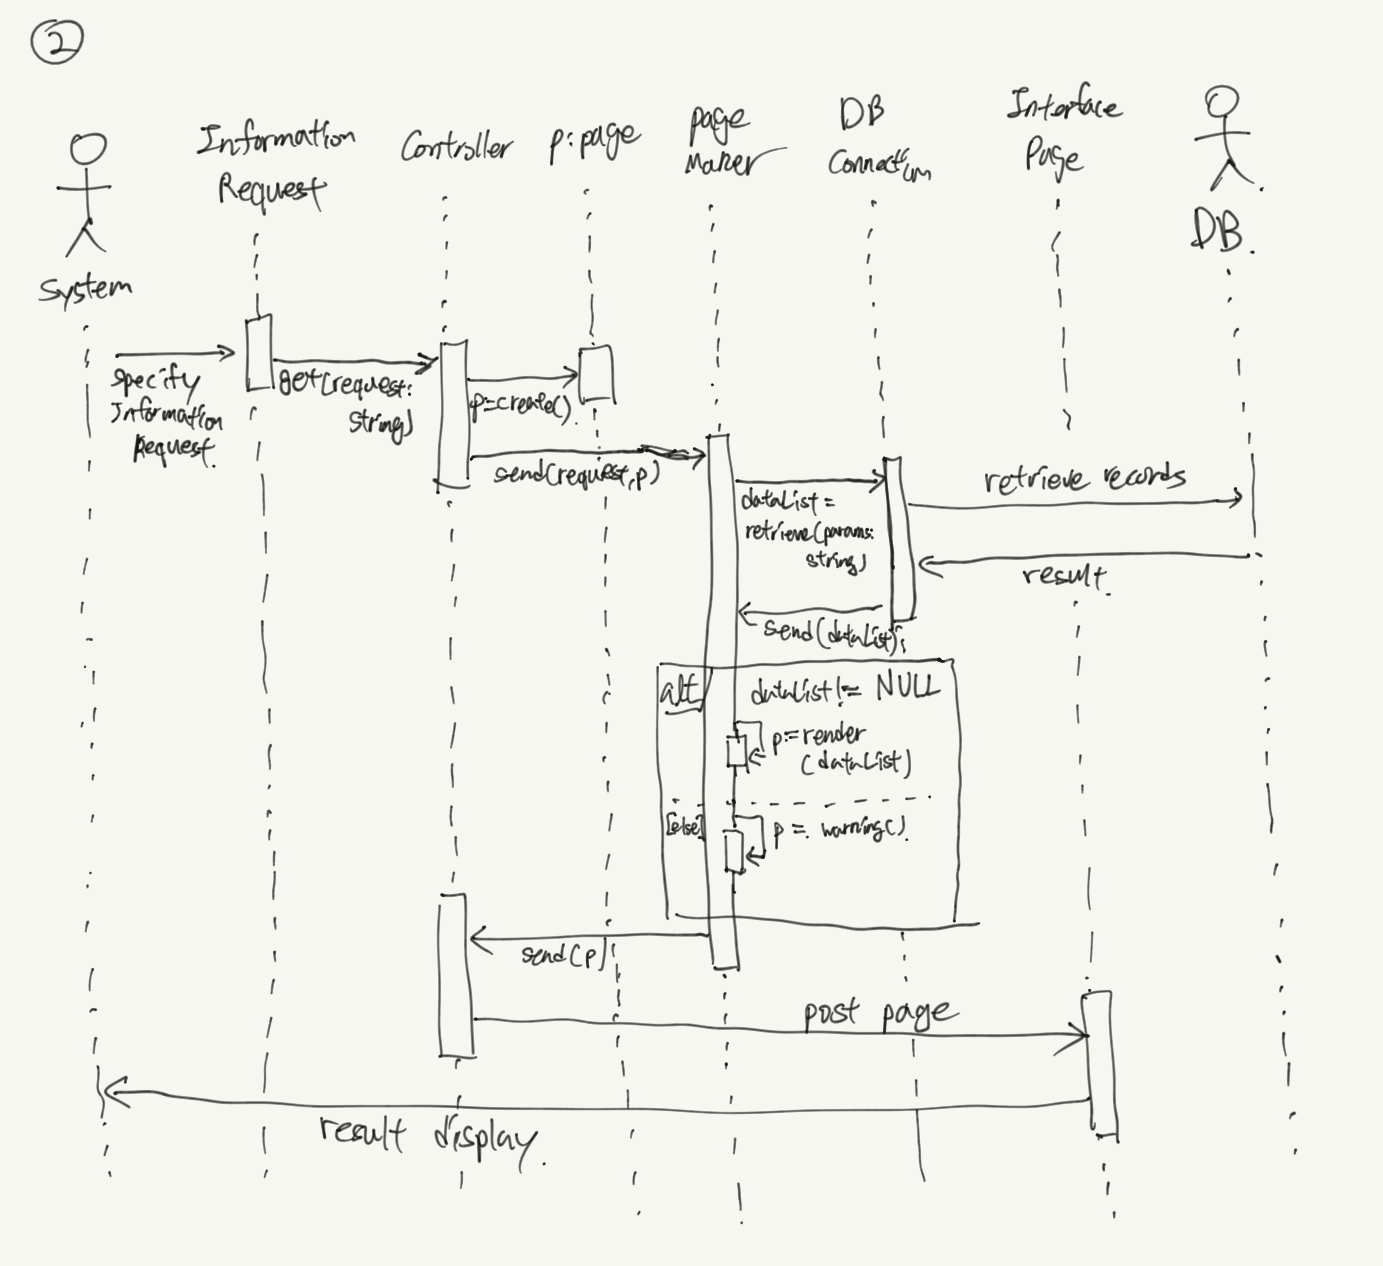 2
Information
Request
Controller
p:page
page
Maker
DB
Connection
Interface
Page
System
DB.
specify
Information
Request.
get(request:
string)
p:=create().
send(request,p)
dataList =
retrieve(params:
string)
retrieve records
result.
send(dataList);
alt
dataList!= NULL
p:=render
(dataList)
[else]
p =. warning().
send(p)
post page
result display.